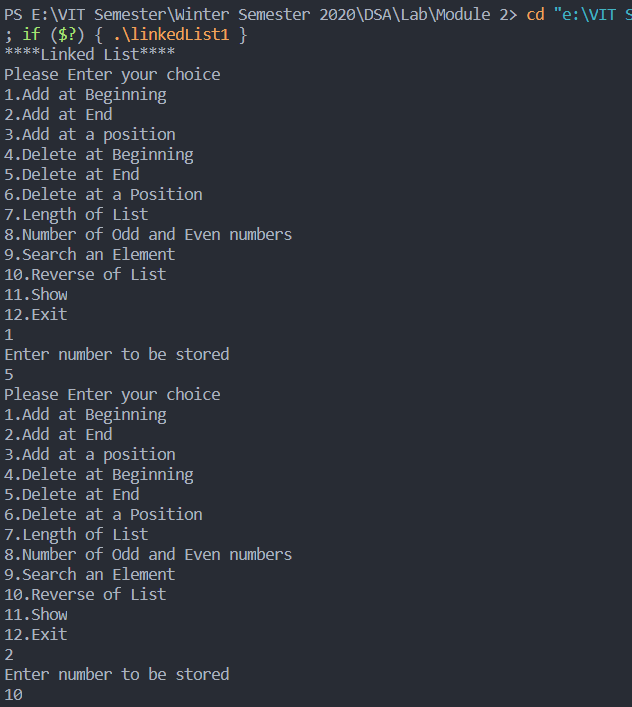 PS E:\VIT Semester\Winter Semester 2020\DSA\Lab\Module 2> cd "e:\VIT S
; if ($?) { .\linkedList1 }
****Linked List****
Please Enter your choice
1.Add at Beginning
2.Add at End
3.Add at a position
4.Delete at Beginning
5.Delete at End
6.Delete at a Position
7.Length of List
8.Number of Odd and Even numbers
9.Search an Element
10.Reverse of List
11.Show
12.Exit
1
Enter number to be stored
5
Please Enter your choice
1.Add at Beginning
2.Add at End
3.Add at a position
4.Delete at Beginning
5.Delete at End
6.Delete at a Position
7.Length of List
8.Number of Odd and Even numbers
9.Search an Element
10.Reverse of List
11.Show
12.Exit
2
Enter number to be stored
10